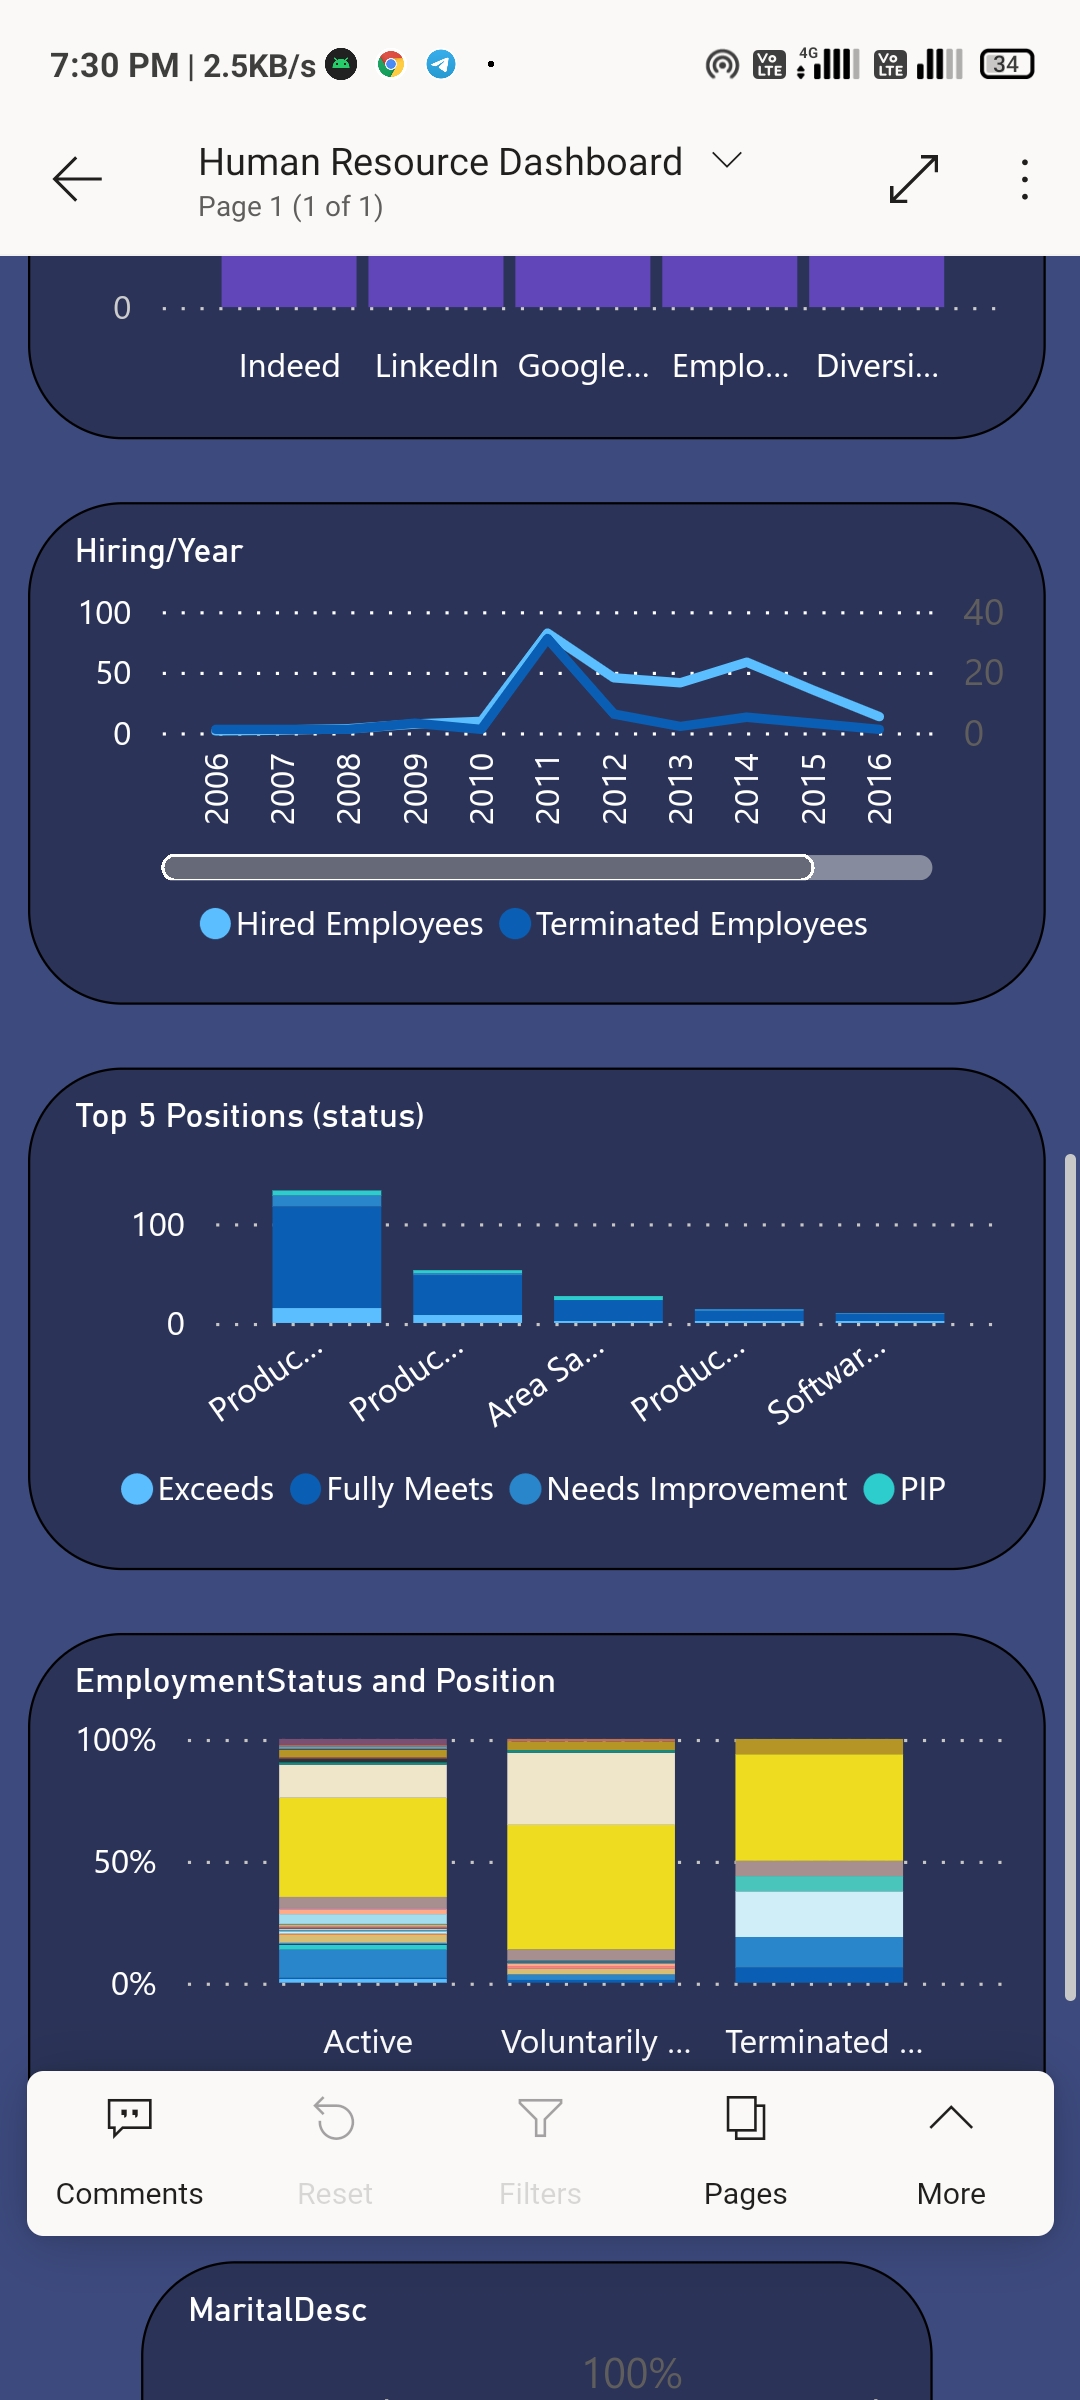 7:30 PM | 2.5KB/s Vo LTE 4G Vo LTE 34
Human Resource Dashboard
Page 1 (1 of 1)
0
Indeed LinkedIn Google... Emplo... Diversi...
Hiring/Year
100 40
50 20
0 0
2006 2007 2008 2009 2010 2011 2012 2013 2014 2015 2016
Hired Employees Terminated Employees
Top 5 Positions (status)
100
0
Produc... Produc... Area Sa... Produc... Softwar...
Exceeds Fully Meets Needs Improvement PIP
EmploymentStatus and Position
100%
50%
0%
Active Voluntarily ... Terminated ...
Comments Reset Filters Pages More
MaritalDesc
100%